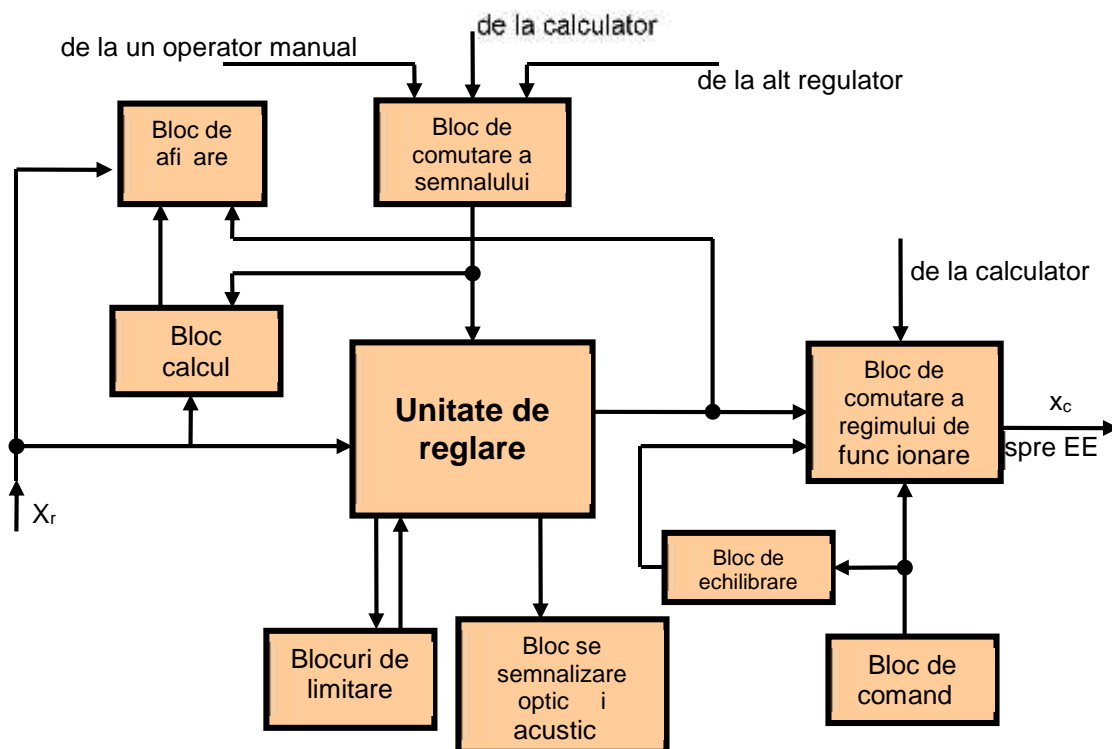 de la calculator
de la un operator manual
de la alt regulator
Bloc de
afi are
Bloc de
comutare a
semnalului
de la calculator
Bloc
calcul
Unitate de
reglare
Bloc de
comutare a
regimului de
func ionare
xc
spre EE
Xr
Bloc de
echilibrare
Blocuri de
limitare
Bloc se
semnalizare
optic i
acustic
Bloc de
comand